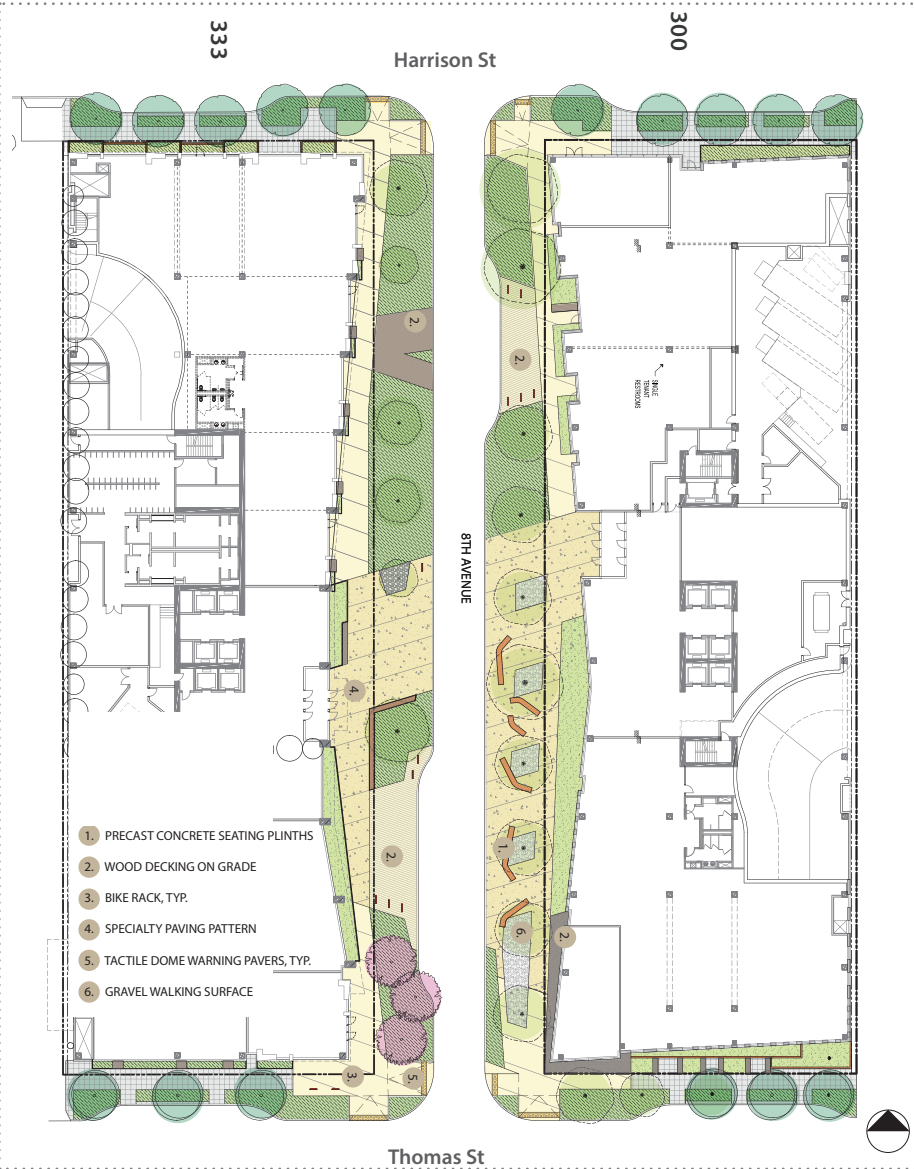 333
300
Harrison St
2.
2.
SINGLE
TENANT
RESTROOMS
8TH AVENUE
4.
1. PRECAST CONCRETE SEATING PLINTHS
2. WOOD DECKING ON GRADE
3. BIKE RACK, TYP.
4. SPECIALTY PAVING PATTERN
5. TACTILE DOME WARNING PAVERS, TYP.
6. GRAVEL WALKING SURFACE
1.
2.
6.
2.
3.
5.
Thomas St